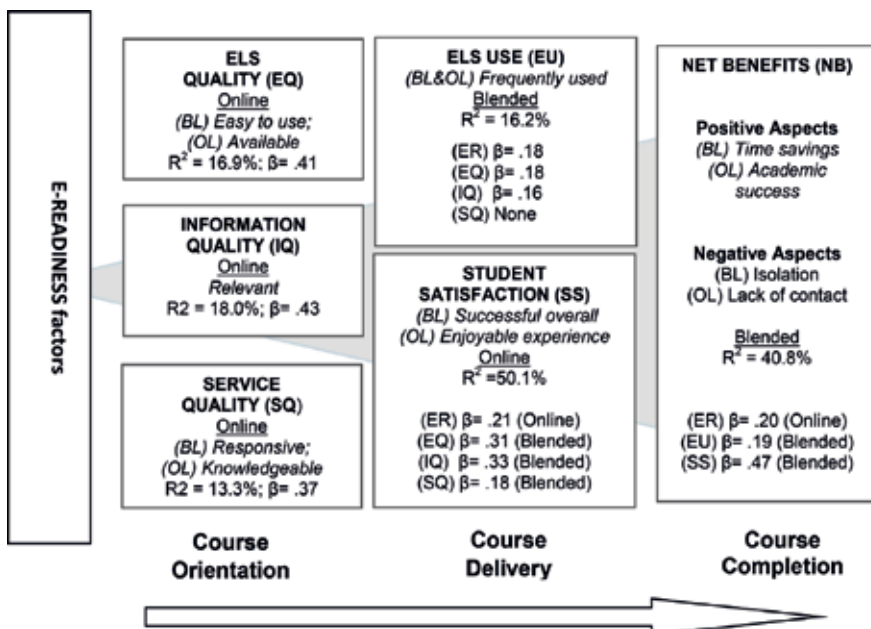 E-READINESS factors
ELS
QUALITY (EQ)
Online
(BL) Easy to use;
(OL) Available
R² = 16.9%; β= .41
INFORMATION
QUALITY (IQ)
Online
Relevant
R2 = 18.0%; β= .43
SERVICE
QUALITY (SQ)
Online
(BL) Responsive;
(OL) Knowledgeable
R2 = 13.3%; β= .37
Course
Orientation
ELS USE (EU)
(BL&OL) Frequently used
Blended
R² = 16.2%
(ER) β= .18
(EQ) β= .18
(IQ) β= .16
(SQ) None
STUDENT
SATISFACTION (SS)
(BL) Successful overall
(OL) Enjoyable experience
Online
R² =50.1%
(ER) β= .21 (Online)
(EQ) β= .31 (Blended)
(IQ) β= .33 (Blended)
(SQ) β= .18 (Blended)
Course
Delivery
NET BENEFITS (NB)
Positive Aspects
(BL) Time savings
(OL) Academic
success
Negative Aspects
(BL) Isolation
(OL) Lack of contact
Blended
R² = 40.8%
(ER) β= .20 (Online)
(EU) β= .19 (Blended)
(SS) β= .47 (Blended)
Course
Completion